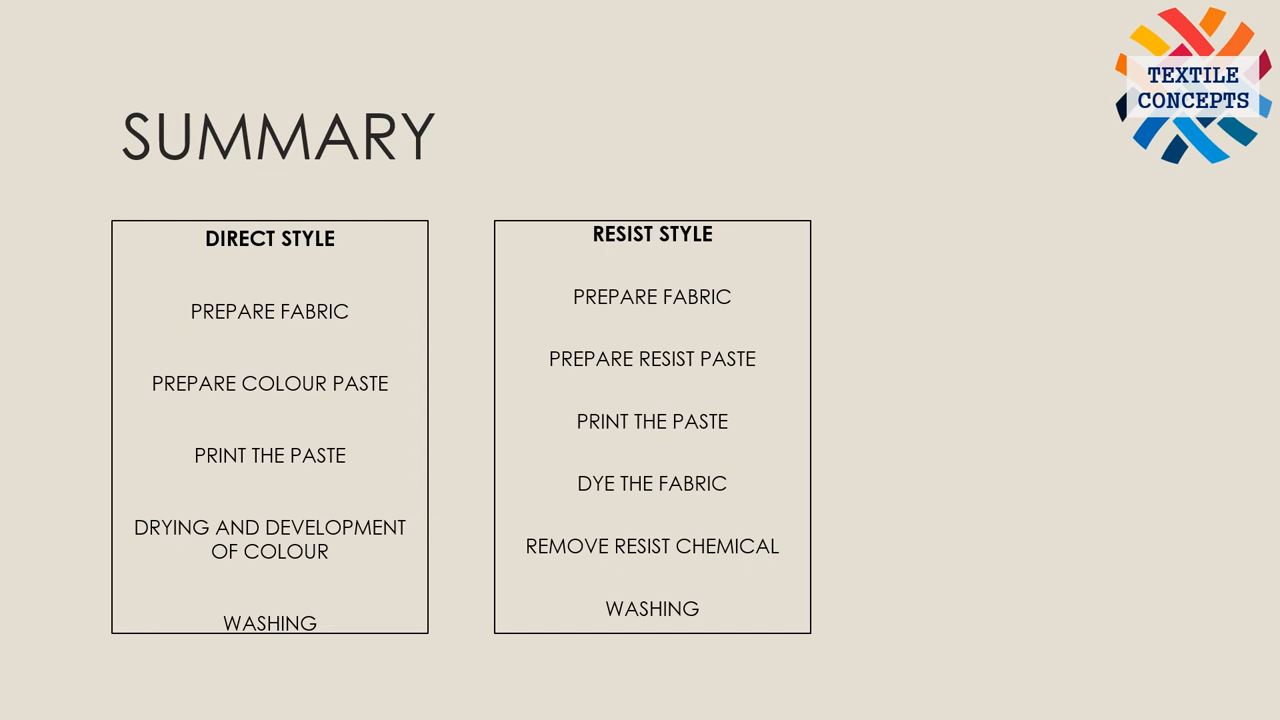 TEXTILE
CONCEPTS
SUMMARY
DIRECT STYLE
PREPARE FABRIC
PREPARE COLOUR PASTE
PRINT THE PASTE
DRYING AND DEVELOPMENT
OF COLOUR
WASHING
RESIST STYLE
PREPARE FABRIC
PREPARE RESIST PASTE
PRINT THE PASTE
DYE THE FABRIC
REMOVE RESIST CHEMICAL
WASHING